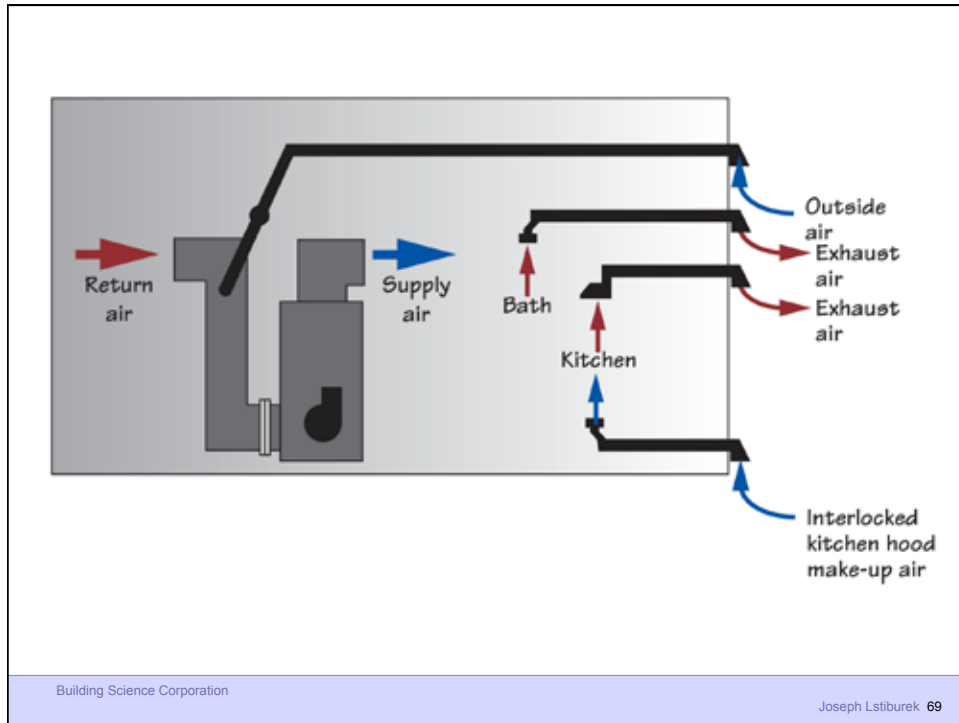 Outside
air
Exhaust
air
Return
air
Supply
air
Bath
Exhaust
air
Kitchen
Interlocked
kitchen hood
make-up air
Building Science Corporation
Joseph Lstiburek 69